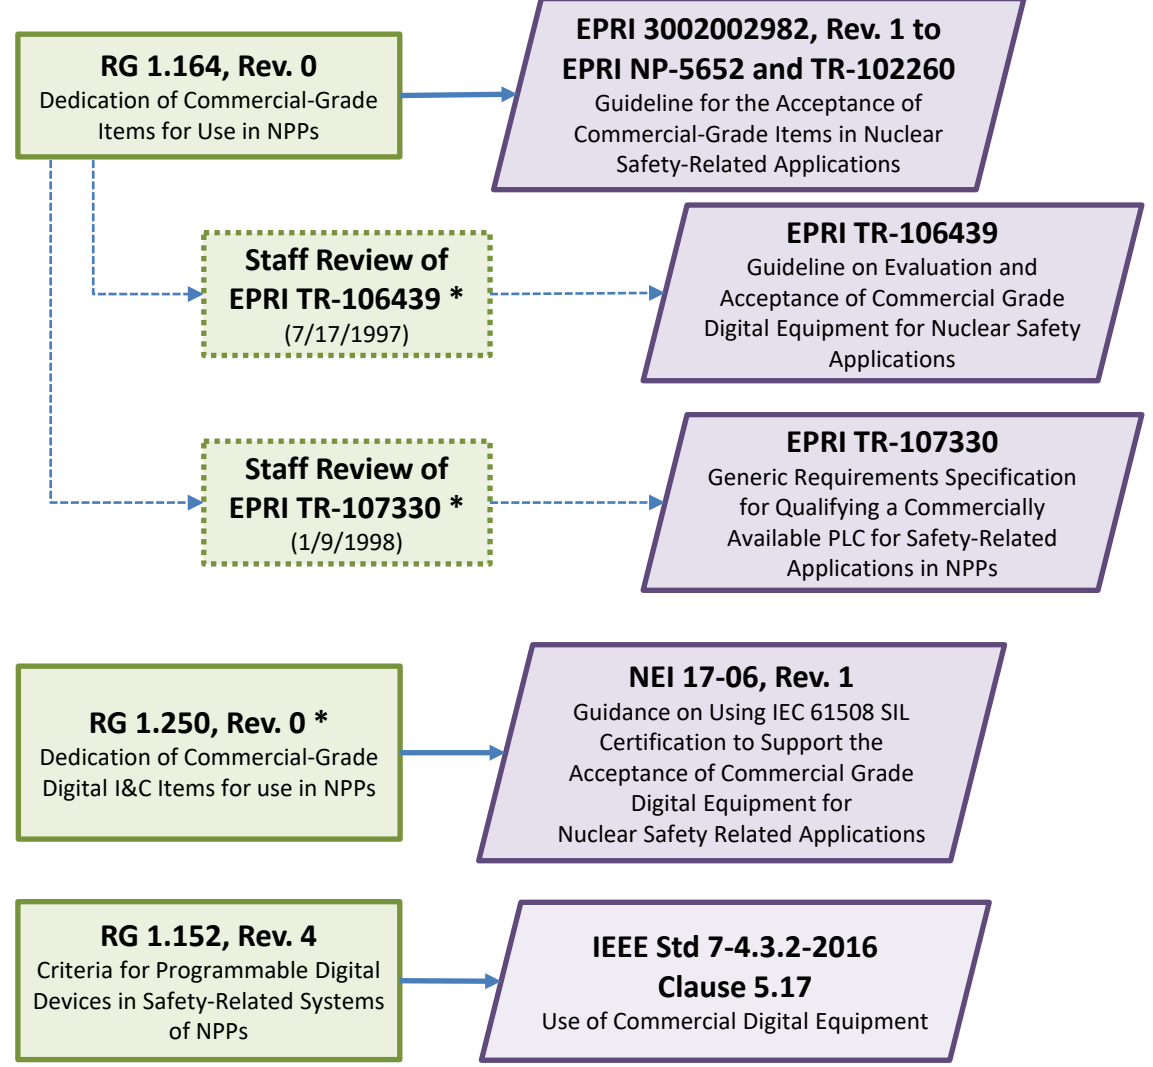 RG 1.164, Rev. 0
Dedication of Commercial-Grade
Items for Use in NPPs
EPRI 3002002982, Rev. 1 to
EPRI NP-5652 and TR-102260
Guideline for the Acceptance of
Commercial-Grade Items in Nuclear
Safety-Related Applications
Staff Review of
EPRI TR-106439 *
(7/17/1997)
EPRI TR-106439
Guideline on Evaluation and
Acceptance of Commercial Grade
Digital Equipment for Nuclear Safety
Applications
Staff Review of
EPRI TR-107330 *
(1/9/1998)
EPRI TR-107330
Generic Requirements Specification
for Qualifying a Commercially
Available PLC for Safety-Related
Applications in NPPs
RG 1.250, Rev. 0 *
Dedication of Commercial-Grade
Digital I&C Items for use in NPPs
NEI 17-06, Rev. 1
Guidance on Using IEC 61508 SIL
Certification to Support the
Acceptance of Commercial Grade
Digital Equipment for
Nuclear Safety Related Applications
RG 1.152, Rev. 4
Criteria for Programmable Digital
Devices in Safety-Related Systems
of NPPs
IEEE Std 7-4.3.2-2016
Clause 5.17
Use of Commercial Digital Equipment